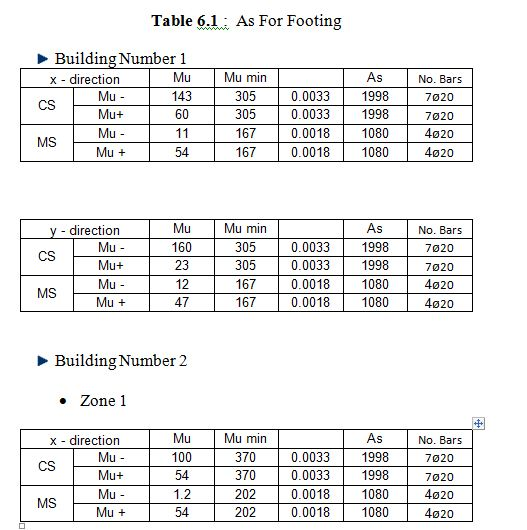 Table 6.1 : As For Footing
Building Number 1
x - direction Mu Mu min As No. Bars
CS Mu - 143 305 0.0033 1998 7ø20
Mu+ 60 305 0.0033 1998 7ø20
MS Mu - 11 167 0.0018 1080 4ø20
Mu + 54 167 0.0018 1080 4ø20
y - direction Mu Mu min As No. Bars
CS Mu - 160 305 0.0033 1998 7ø20
Mu+ 23 305 0.0033 1998 7ø20
MS Mu - 12 167 0.0018 1080 4ø20
Mu + 47 167 0.0018 1080 4ø20
Building Number 2
• Zone 1
x - direction Mu Mu min As No. Bars
CS Mu - 100 370 0.0033 1998 7ø20
Mu+ 54 370 0.0033 1998 7ø20
MS Mu - 1.2 202 0.0018 1080 4ø20
Mu + 54 202 0.0018 1080 4ø20